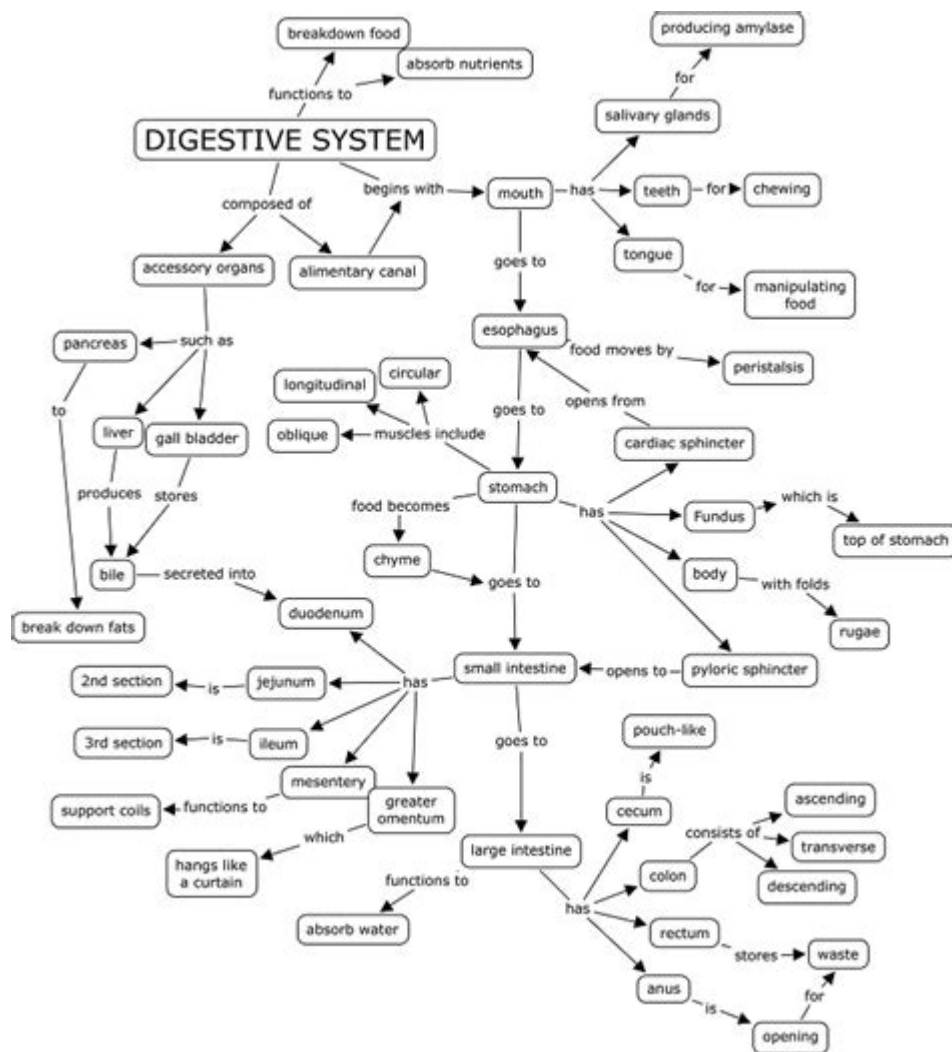 breakdown food
producing amylase
absorb nutrients
functions to
for
salivary glands
DIGESTIVE SYSTEM
begins with
mouth
has
teeth
for
chewing
composed of
tongue
accessory organs
alimentary canal
goes to
for
manipulating
food
pancreas
such as
esophagus
food moves by
peristalsis
circular
longitudinal
to
opens from
liver
gall bladder
oblique
muscles include
goes to
cardiac sphincter
produces
stores
stomach
food becomes
has
Fundus
which is
top of stomach
chyme
goes to
bile
secreted into
body
with folds
duodenum
rugae
break down fats
2nd section
is
jejunum
has
small intestine
opens to
pyloric sphincter
3rd section
is
ileum
goes to
pouch-like
is
mesentery
support coils
functions to
greater
omentum
cecum
ascending
which
consists of
transverse
hangs like
a curtain
large intestine
colon
descending
functions to
has
absorb water
rectum
stores
waste
anus
is
for
opening